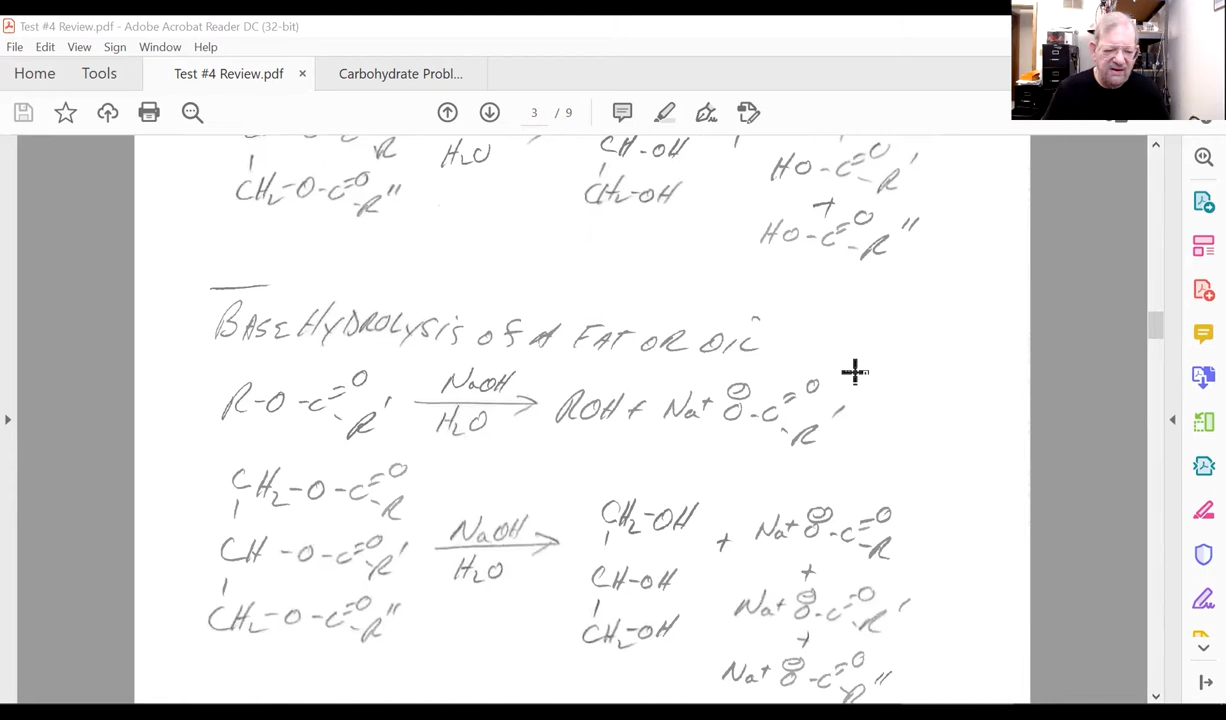 Test #4 Review.pdf - Adobe Acrobat Reader DC (32-bit)
File Edit View Sign Window Help
Home Tools Test #4 Review.pdf × Carbohydrate Probl...
3 / 9
R H2O CH-OH HO-C=O R'
CH2-O-C=O R'' CH2-OH +
HO-C=O R''
BASE HYDROLYSIS OF A FAT OR OIL
R-O-C=O R' NaOH H2O ROH + Na+ ⊖O-C=O R'
CH2-O-C=O R CH2-OH + Na+ ⊖O-C=O R
NaOH +
CH-O-C=O R' H2O CH-OH Na+ ⊖O-C=O R'
+
CH2-O-C=O R'' CH2-OH Na+ ⊖O-C=O R''